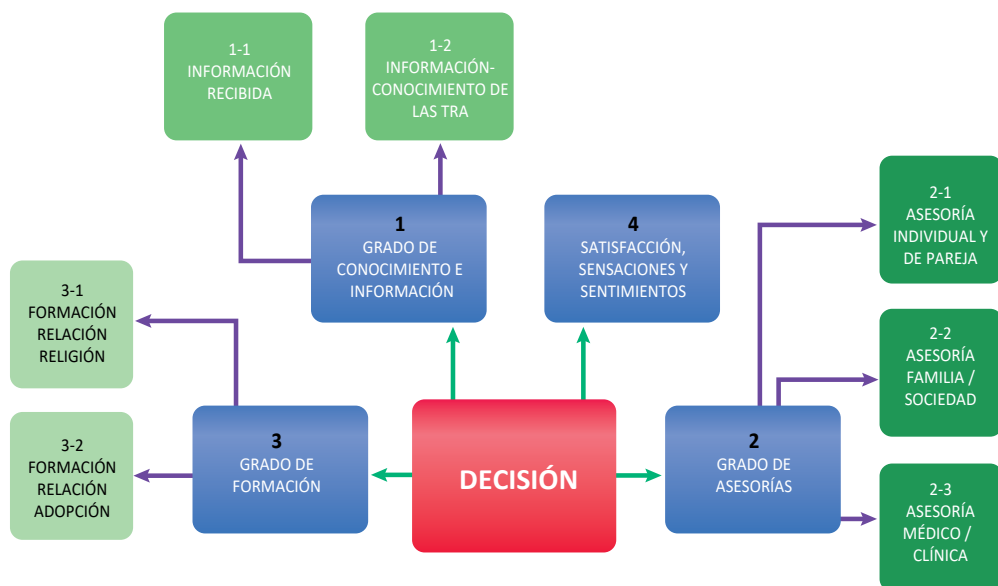 1-1
INFORMACIÓN
RECIBIDA
1-2
INFORMACIÓN-
CONOCIMIENTO DE
LAS TRA
1
GRADO DE
CONOCIMIENTO E
INFORMACIÓN
4
SATISFACCIÓN,
SENSACIONES Y
SENTIMIENTOS
2-1
ASESORÍA
INDIVIDUAL Y
DE PAREJA
3-1
FORMACIÓN
RELACIÓN
RELIGIÓN
2-2
ASESORÍA
FAMILIA /
SOCIEDAD
3-2
FORMACIÓN
RELACIÓN
ADOPCIÓN
3
GRADO DE
FORMACIÓN
DECISIÓN
2
GRADO DE
ASESORÍAS
2-3
ASESORÍA
MÉDICO /
CLÍNICA